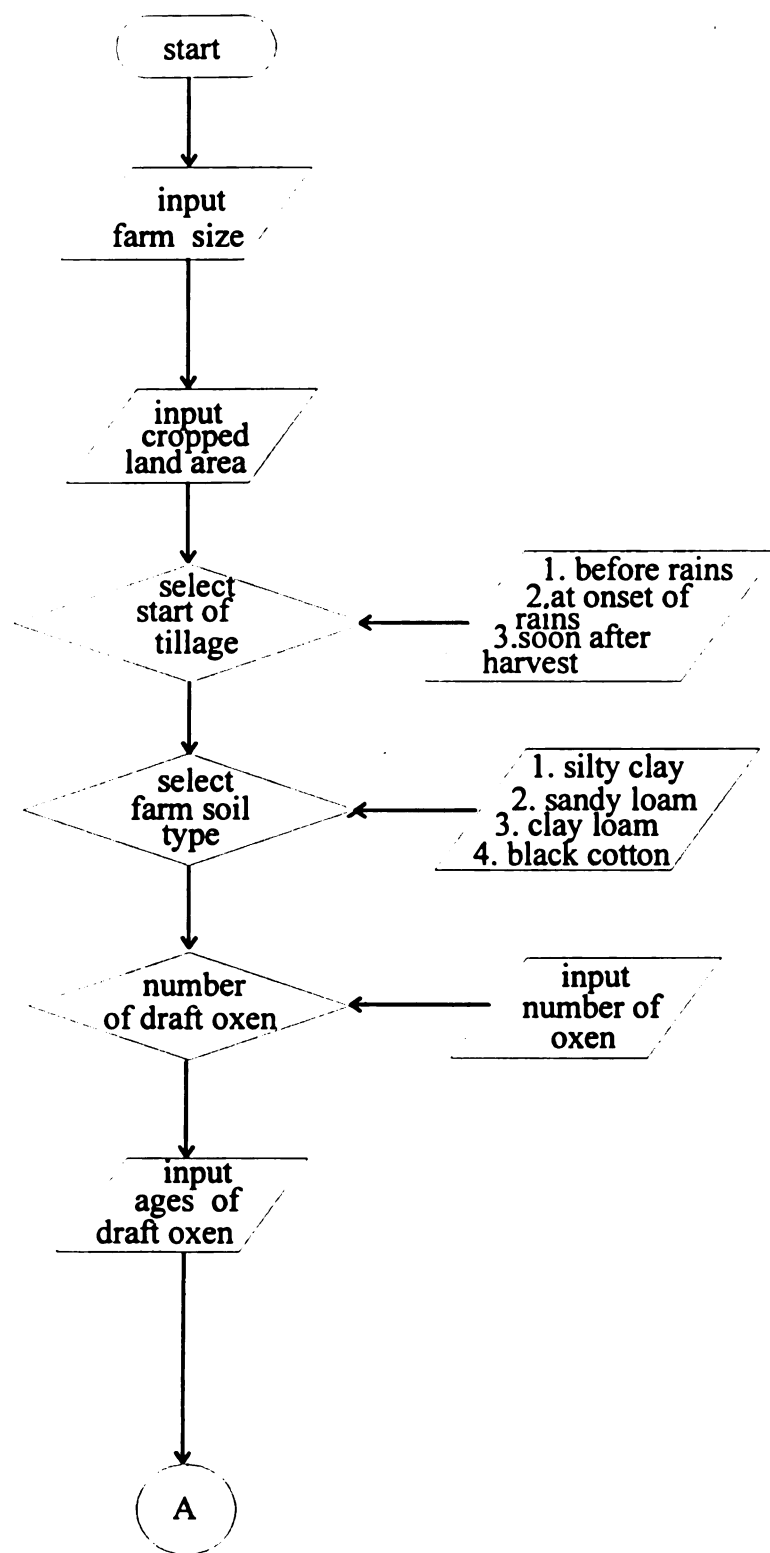 start
input
farm size
input
cropped
land area
select
start of
tillage
1. before rains
2.at onset of
rains
3.soon after
harvest
select
farm soil
type
1. silty clay
2. sandy loam
3. clay loam
4. black cotton
number
of draft oxen
input
number of
oxen
input
ages of
draft oxen
A